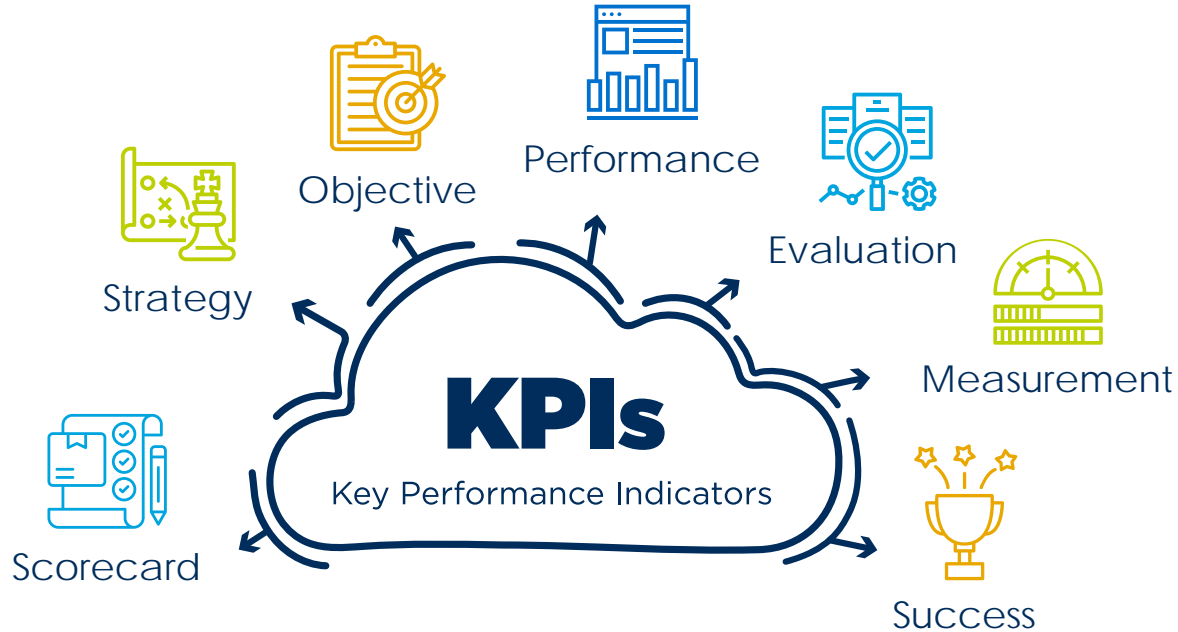 Performance
Objective
Evaluation
Strategy
Measurement
KPIs
Key Performance Indicators
Scorecard
Success